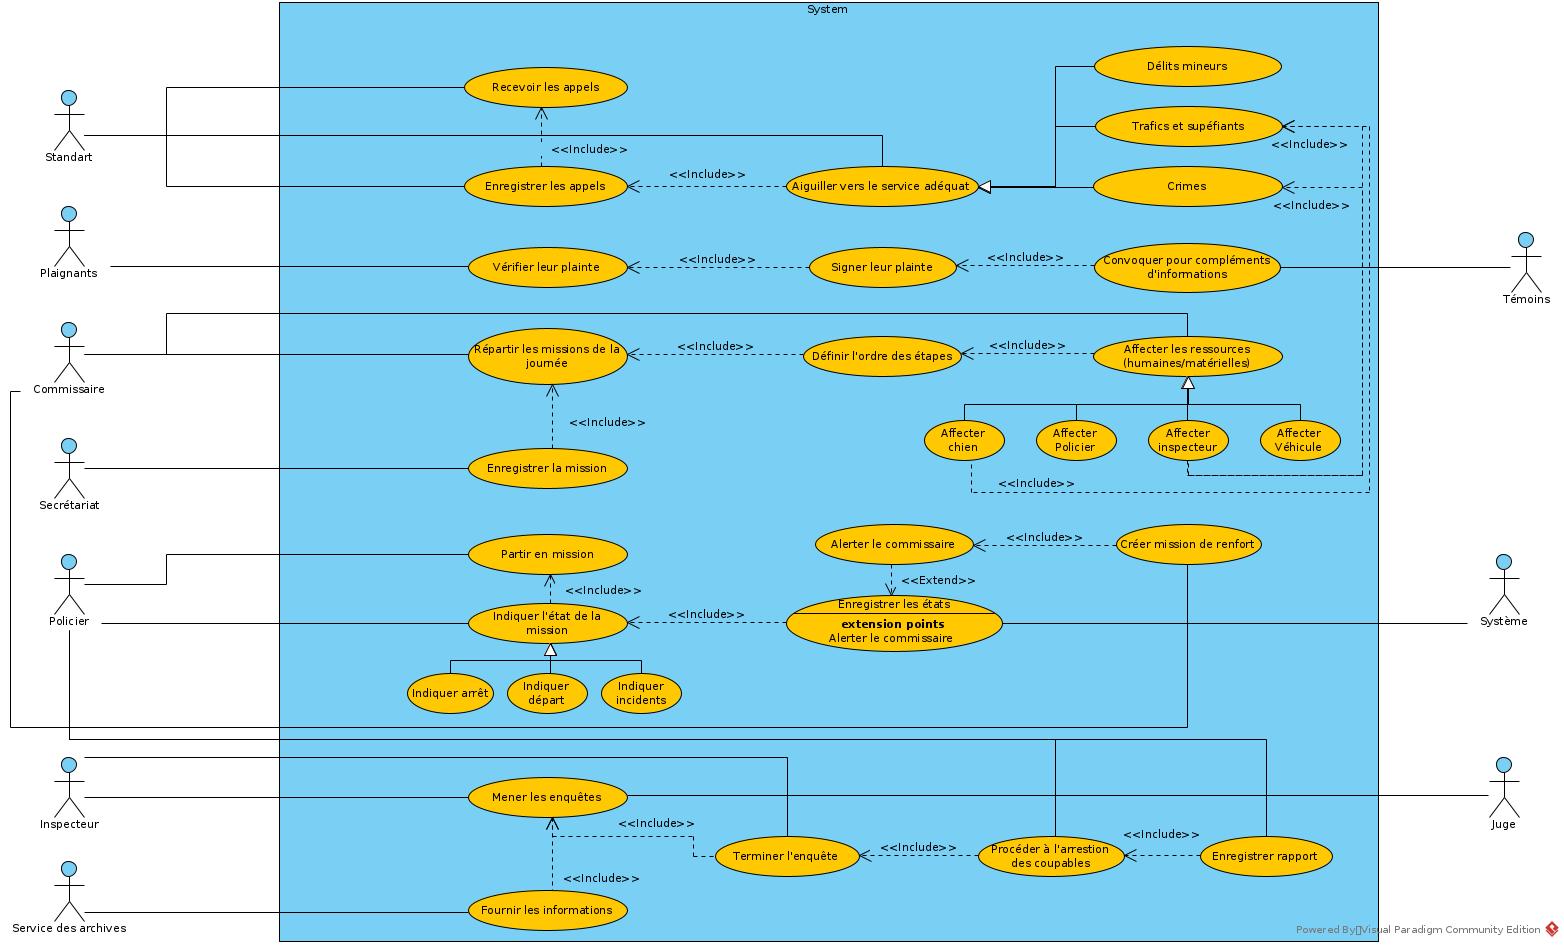 System
Délits mineurs
Recevoir les appels
Trafics et supéfiants
<<Include>>
<<Include>>
Standart
<<Include>>
Enregistrer les appels
Aiguiller vers le service adéquat
Crimes
<<Include>>
Plaignants
Vérifier leur plainte
<<Include>>
Signer leur plainte
<<Include>>
Convoquer pour compléments
d'informations
Témoins
Commissaire
Répartir les missions de la
journée
<<Include>>
Définir l'ordre des étapes
<<Include>>
Affecter les ressources
(humaines/matérielles)
<<Include>>
Affecter
chien
Affecter
Policier
Affecter
inspecteur
Affecter
Véhicule
Secrétariat
Enregistrer la mission
<<Include>>
Partir en mission
Alerter le commissaire
<<Include>>
Créer mission de renfort
<<Include>>
<<Extend>>
Policier
Indiquer l'état de la
mission
<<Include>>
Enregistrer les états
extension points
Alerter le commissaire
Système
Indiquer arrêt
Indiquer
départ
Indiquer
incidents
Inspecteur
Mener les enquêtes
Juge
<<Include>>
Terminer l'enquête
<<Include>>
Procéder à l'arrestion
des coupables
<<Include>>
Enregistrer rapport
<<Include>>
Service des archives
Fournir les informations
Powered By▯Visual Paradigm Community Edition